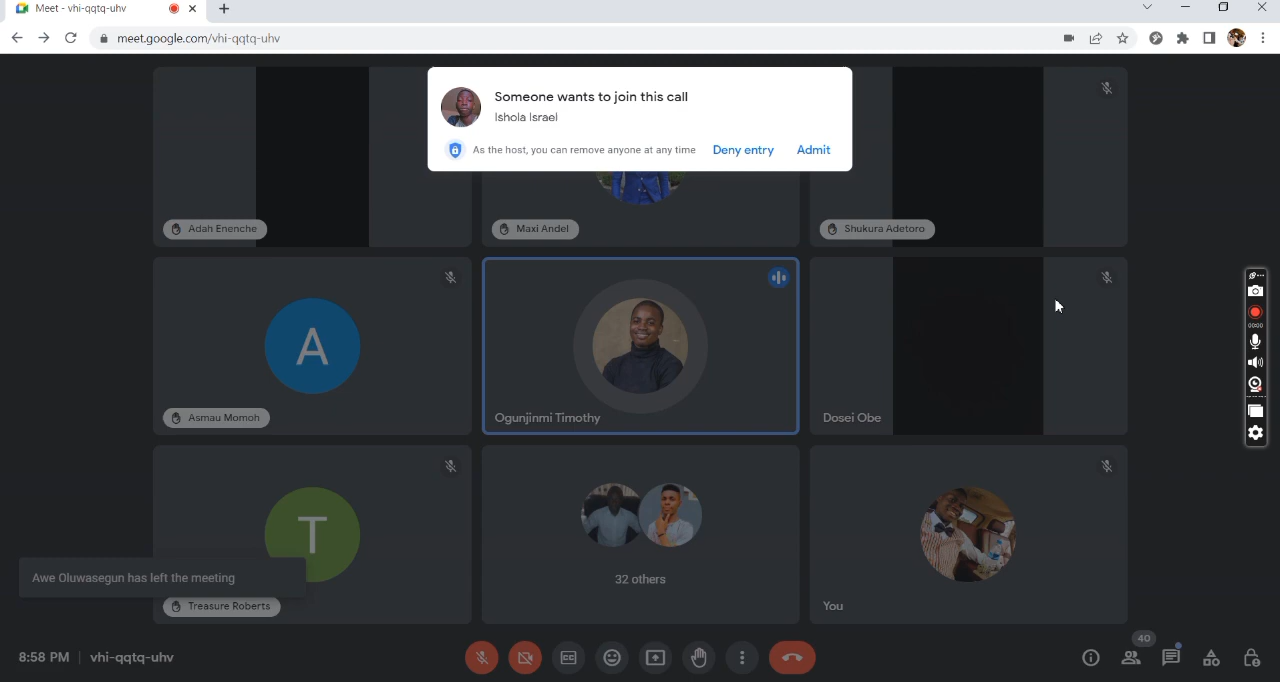 Meet - vhi-qqtq-uhv
meet.google.com/vhi-qqtq-uhv
Someone wants to join this call
Ishola Israel
As the host, you can remove anyone at any time
Deny entry
Admit
Adah Enenche
Maxi Andel
Shukura Adetoro
A
Asmau Momoh
Ogunjinmi Timothy
Dosei Obe
00:00
T
Awe Oluwasegun has left the meeting
Treasure Roberts
32 others
You
8:58 PM | vhi-qqtq-uhv
CC
40